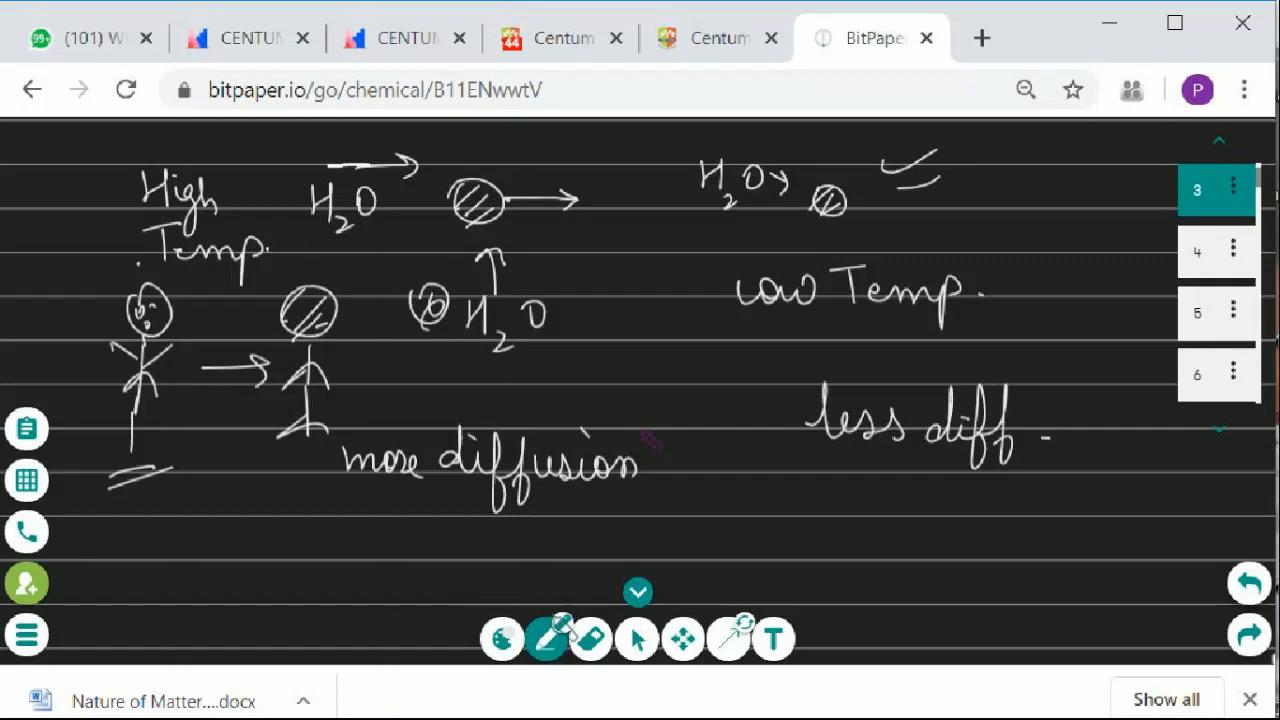 (101) W
CENTUM
CENTUM
Centum
Centum
BitPape
bitpaper.io/go/chemical/B11ENwwtV
P
High
Temp.
H2O
H2O
H2O
Low Temp.
more diffusion
less diff -
3
4
5
6
T
Nature of Matter....docx
Show all